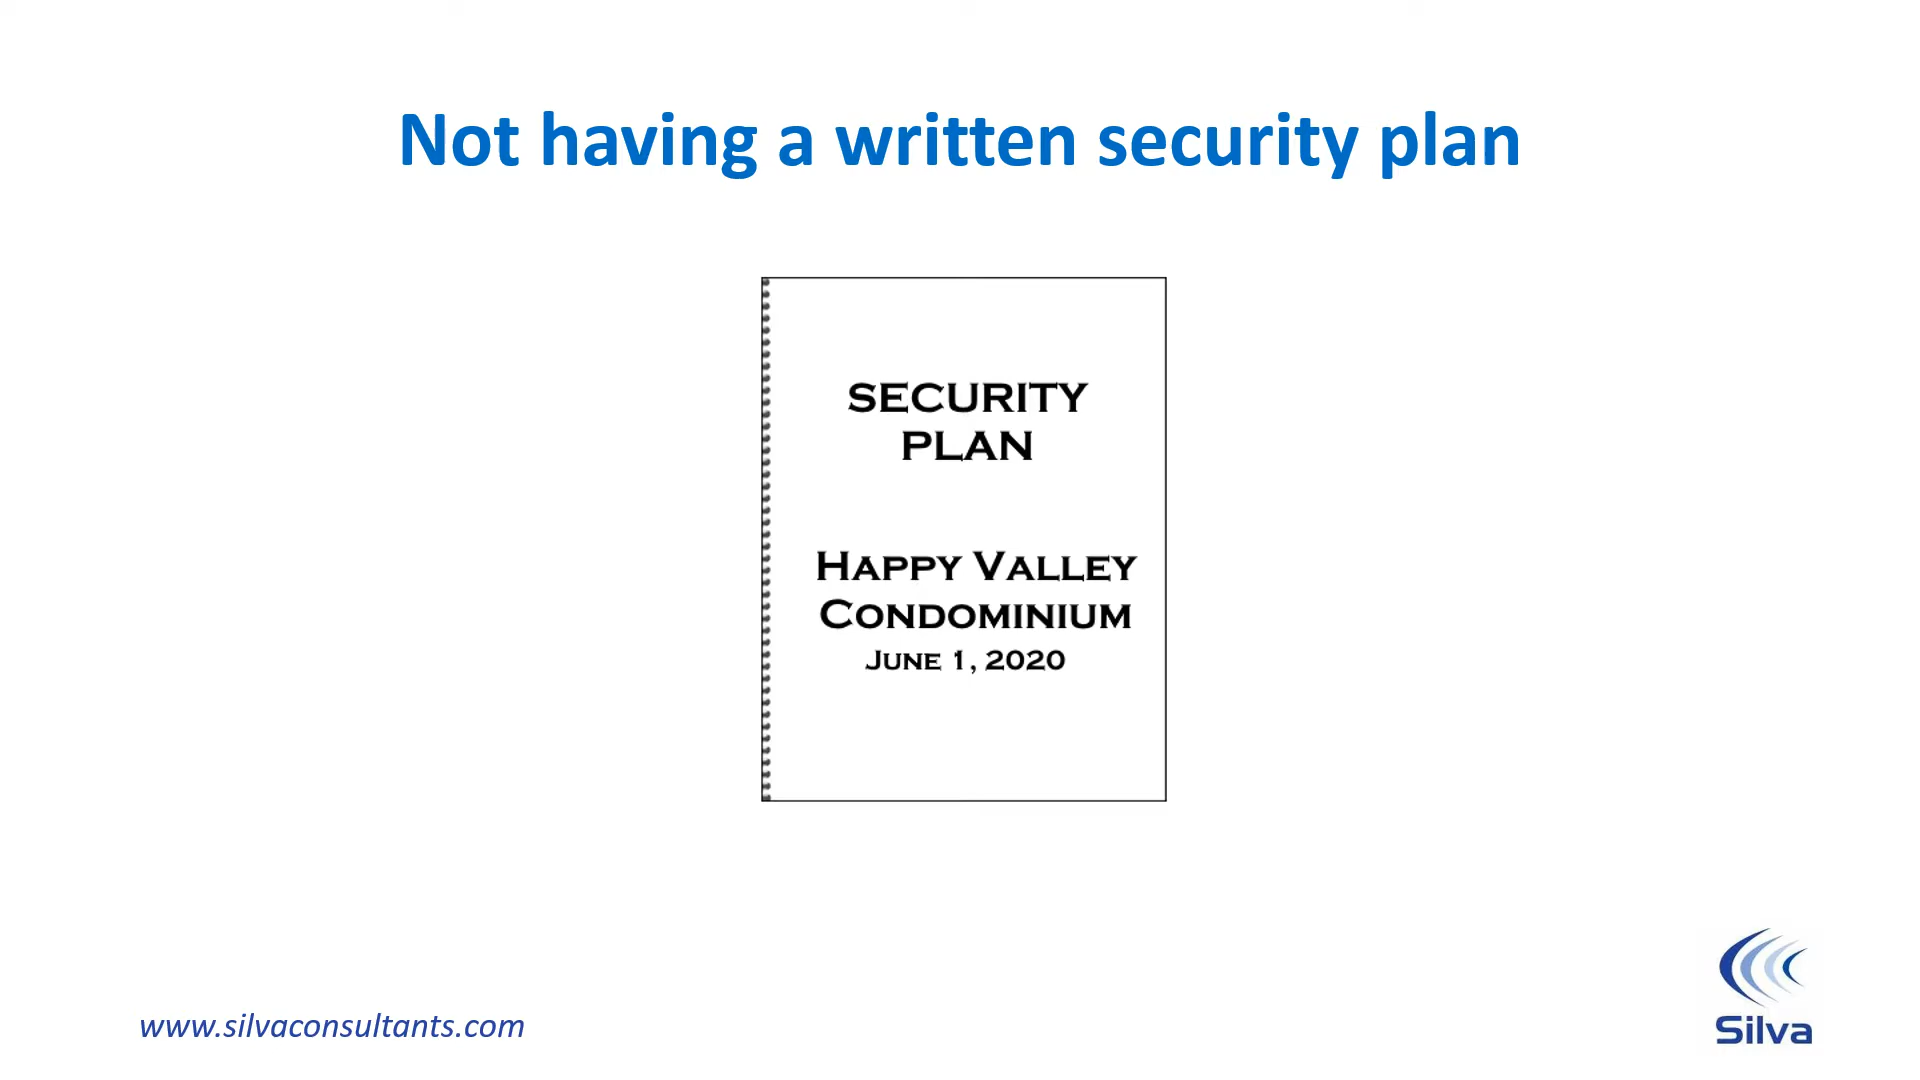 Not having a written security plan
SECURITY
PLAN
HAPPY VALLEY
CONDOMINIUM
JUNE 1, 2020
www.silvaconsultants.com
Silva